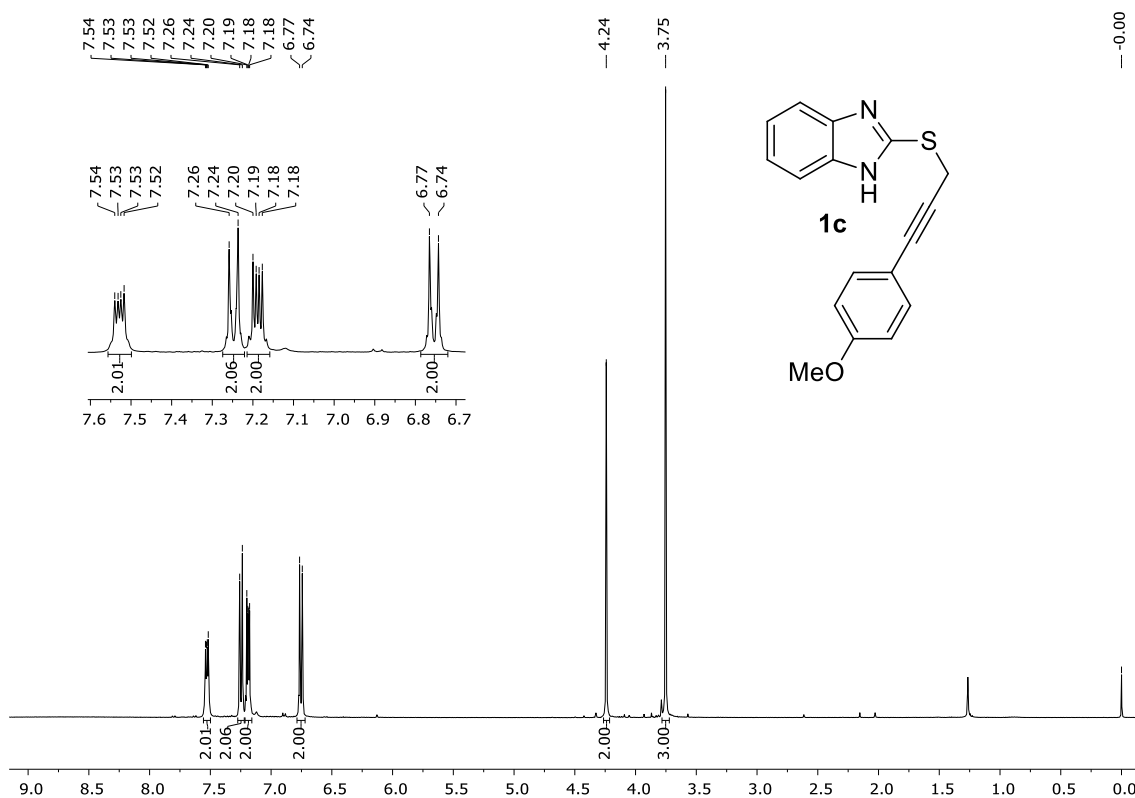 7.54 7.53 7.53 7.52 7.26 7.24 7.20 7.19 7.18 7.18 6.77 6.74 4.24 3.75 -0.00
7.54 7.53 7.53 7.52 7.26 7.24 7.20 7.19 7.18 7.18 6.77 6.74
2.01 2.06 2.00 2.00
7.6 7.5 7.4 7.3 7.2 7.1 7.0 6.9 6.8 6.7
N
S
N
H
1c
MeO
2.01 2.06 2.00 2.00 2.00 3.00
9.0 8.5 8.0 7.5 7.0 6.5 6.0 5.5 5.0 4.5 4.0 3.5 3.0 2.5 2.0 1.5 1.0 0.5 0.0